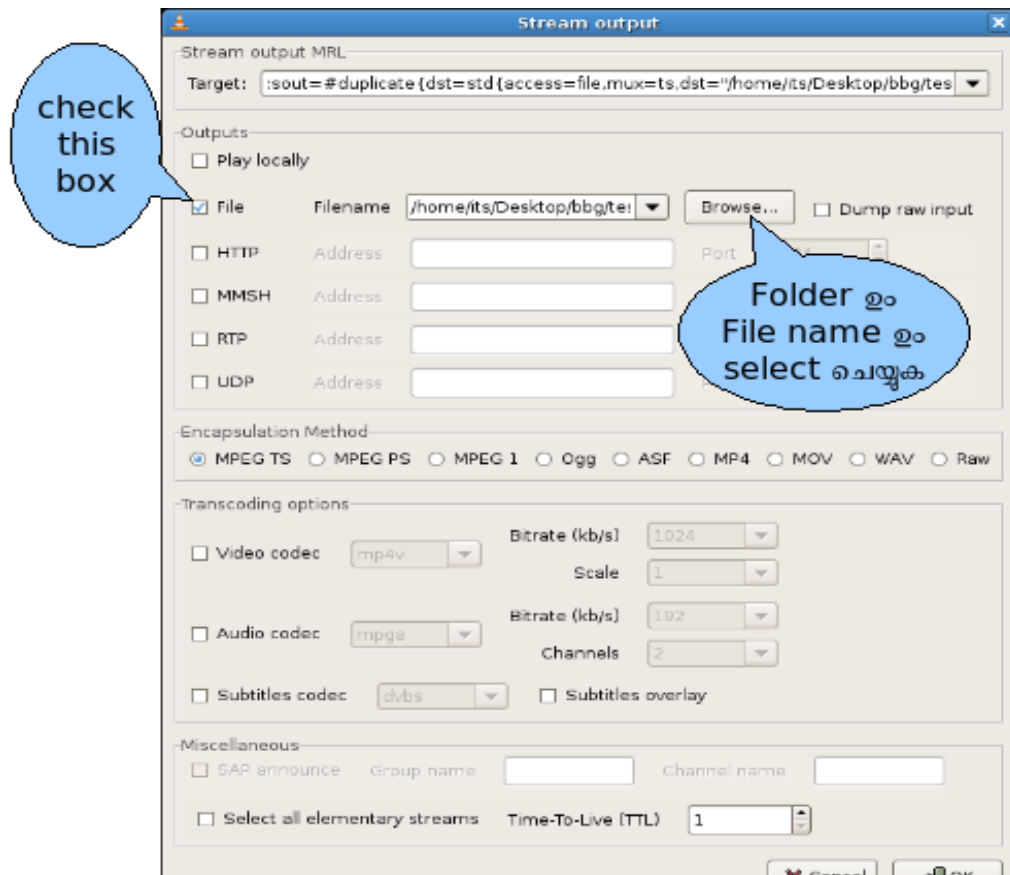 Stream output
Stream output MRL
Target: :sout=#duplicate{dst=std{access=file,mux=ts,dst="/home/its/Desktop/bbg/tes
check
this
box
Outputs
Play locally
File Filename /home/its/Desktop/bbg/te Browse... Dump raw input
HTTP Address Port
MMSH Address
RTP Address
UDP Address
Folder ഉം
File name ഉം
select ചെയ്യുക
Encapsulation Method
MPEG TS MPEG PS MPEG 1 Ogg ASF MP4 MOV WAV Raw
Transcoding options
Video codec mp4v Bitrate (kb/s) 1024
Scale 1
Audio codec mpga Bitrate (kb/s) 192
Channels 2
Subtitles codec dvbs Subtitles overlay
Miscellaneous
SAP announce Group name Channel name
Select all elementary streams Time-To-Live (TTL) 1
Cancel OK